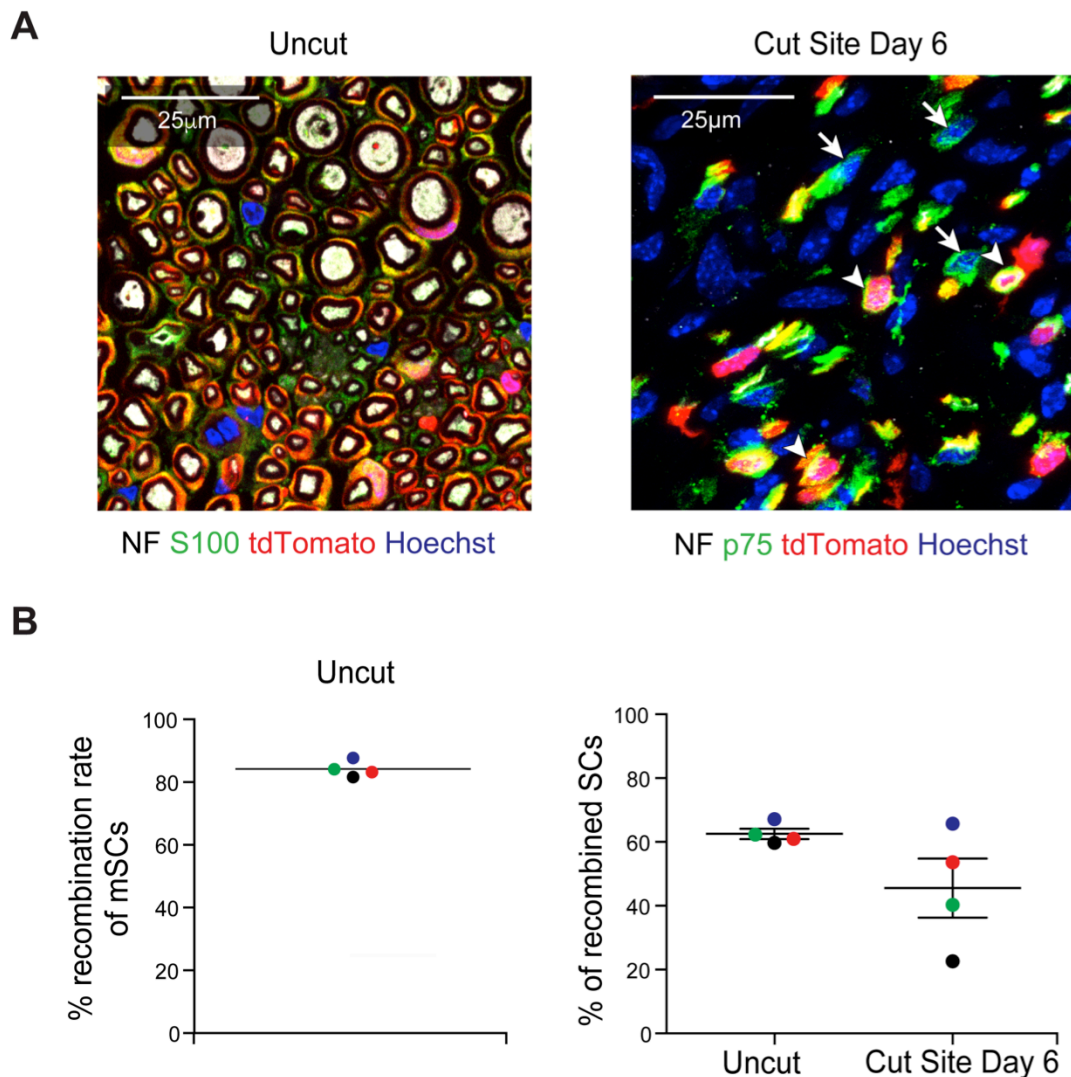 A
Uncut
Cut Site Day 6
25μm
25μm
NF S100 tdTomato Hoechst
NF p75 tdTomato Hoechst
B
Uncut
% recombination rate
of mSCs
100
80
60
40
20
0
% of recombined SCs
100
80
60
40
20
0
Uncut
Cut Site Day 6